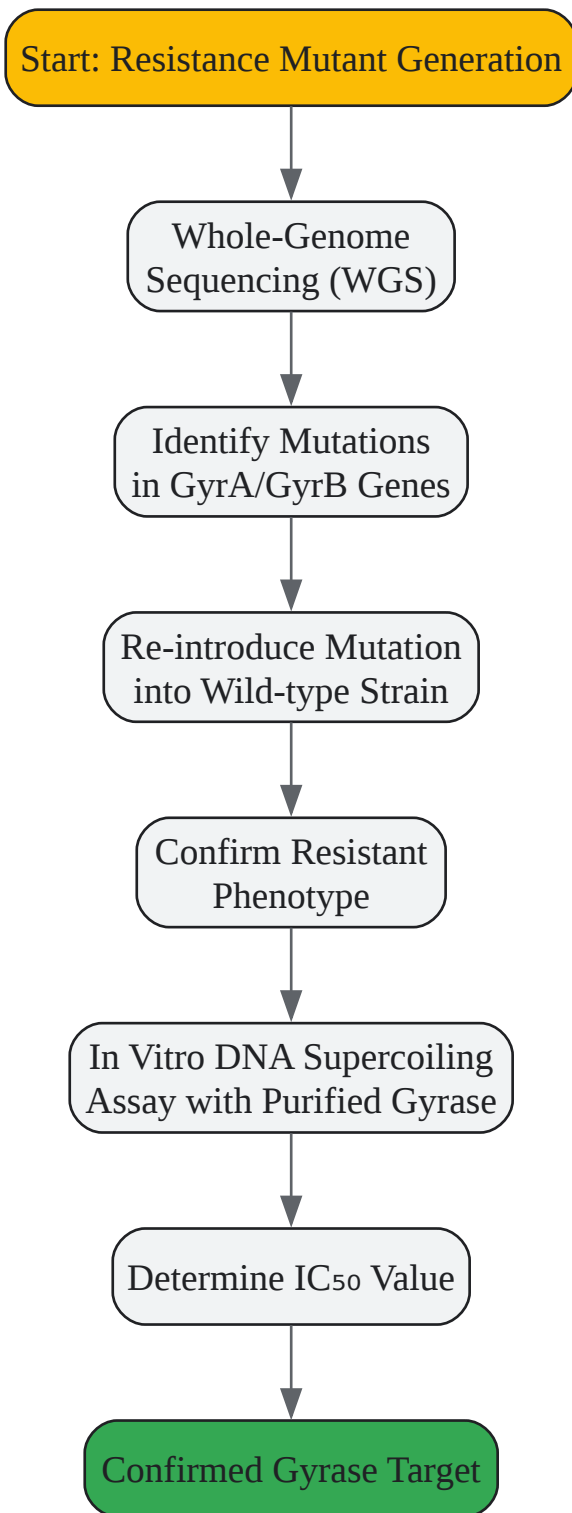 Start: Resistance Mutant Generation
Whole-Genome
Sequencing (WGS)
Identify Mutations
in GyrA/GyrB Genes
Re-introduce Mutation
into Wild-type Strain
Confirm Resistant
Phenotype
In Vitro DNA Supercoiling
Assay with Purified Gyrase
Determine IC₅₀ Value
Confirmed Gyrase Target